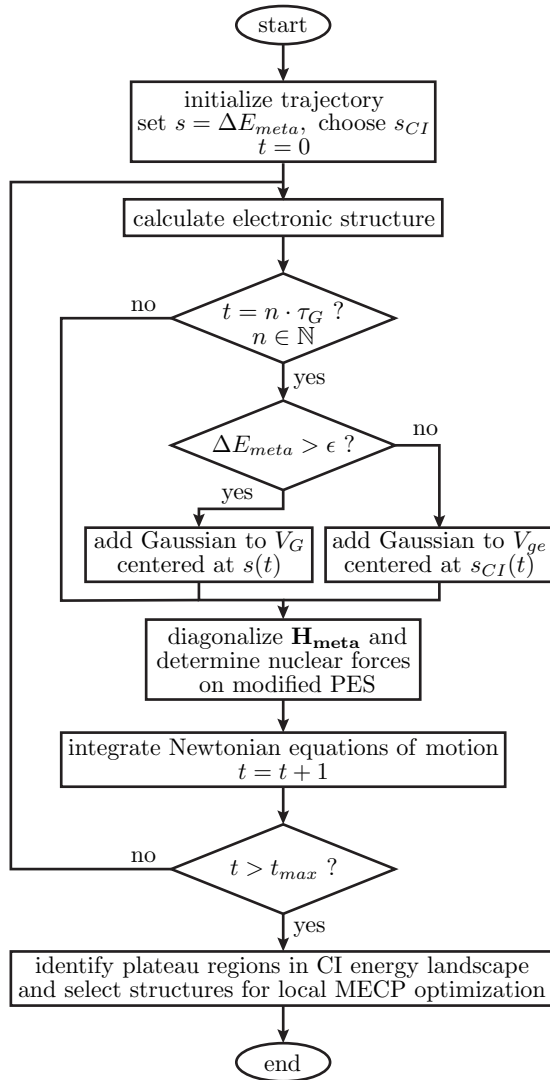 start
initialize trajectory
set s = ΔE_meta, choose s_CI
t = 0
calculate electronic structure
no
t = n · τ_G ?
n ∈ ℕ
yes
ΔE_meta > ϵ ?
no
yes
add Gaussian to V_G
centered at s(t)
add Gaussian to V_ge
centered at s_CI(t)
diagonalize H_meta and
determine nuclear forces
on modified PES
integrate Newtonian equations of motion
t = t + 1
no
t > t_max ?
yes
identify plateau regions in CI energy landscape
and select structures for local MECP optimization
end